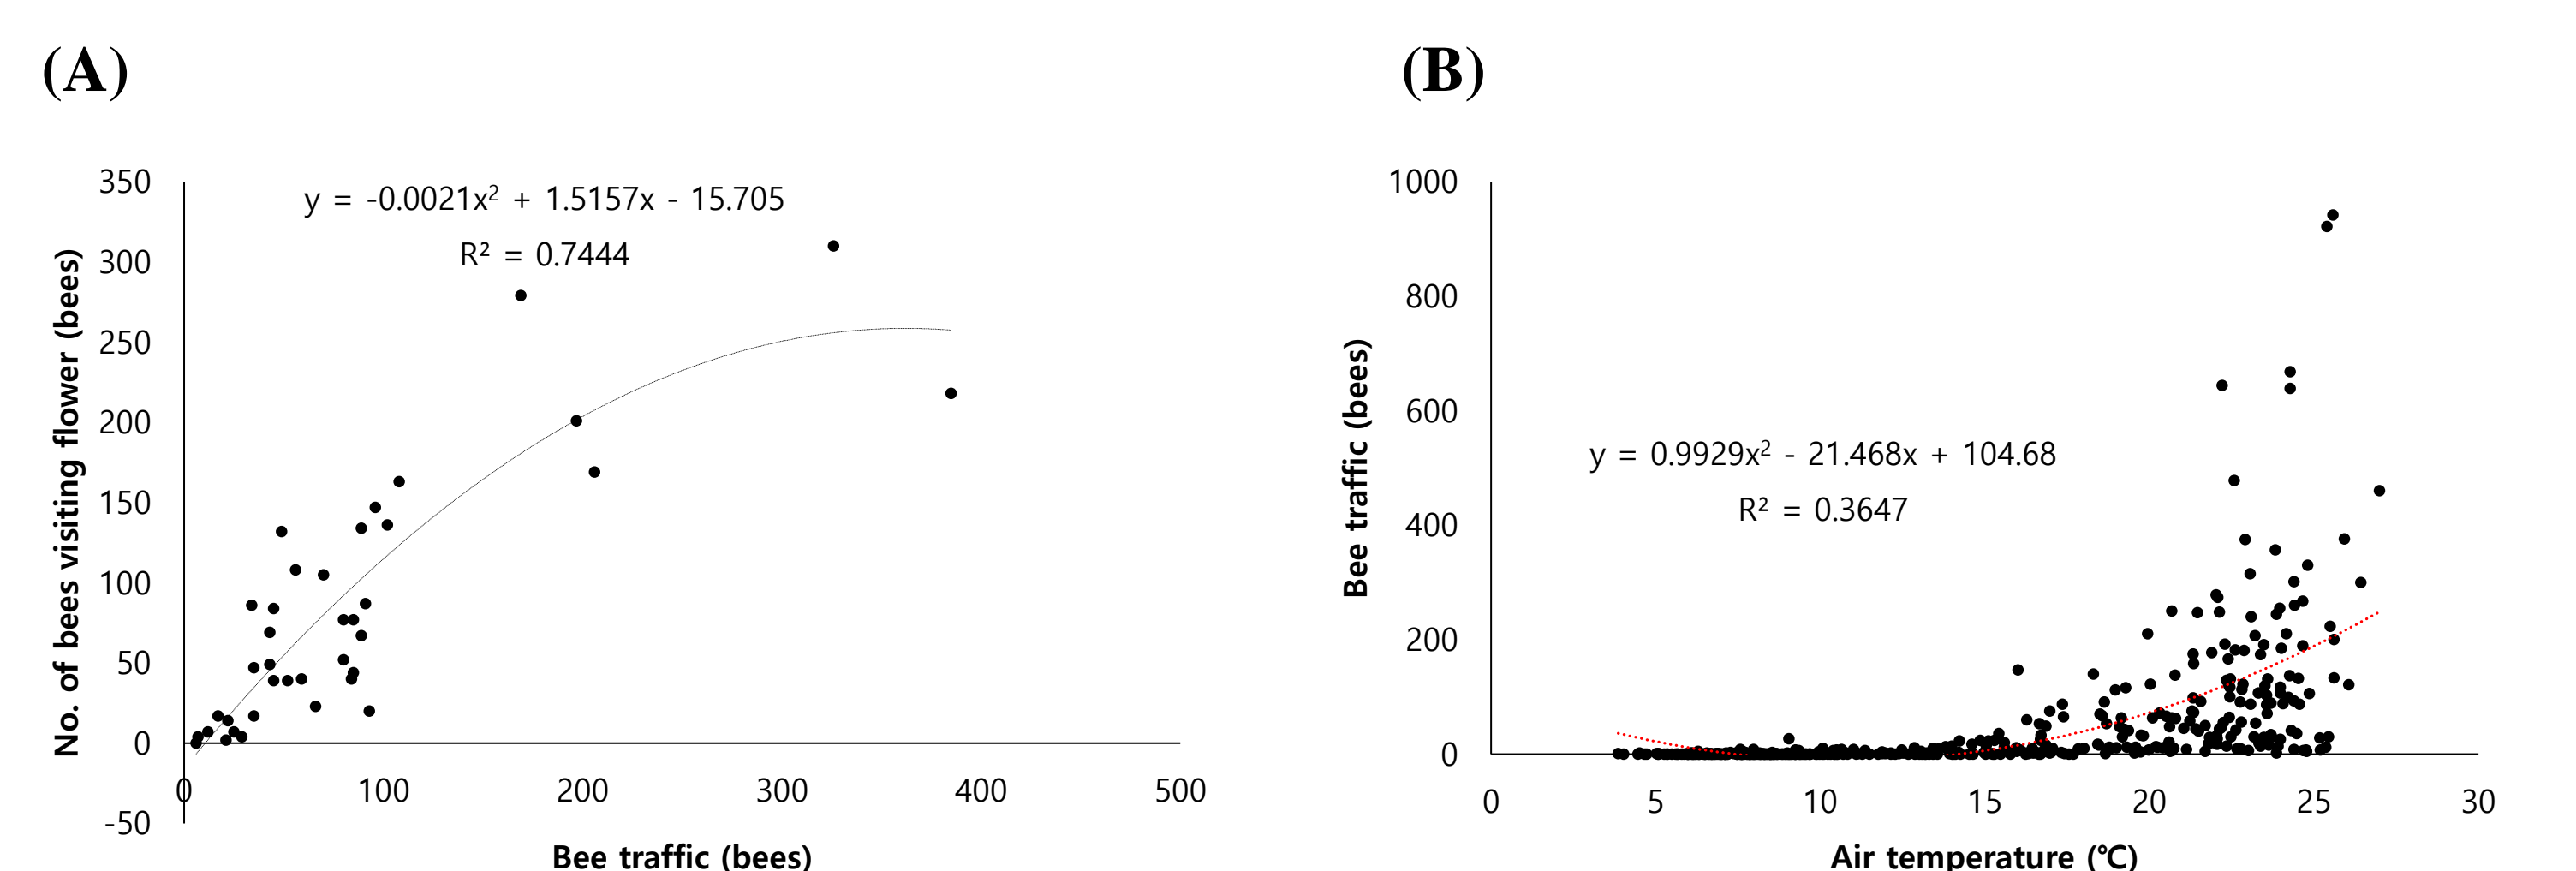 (A)
y = -0.0021x² + 1.5157x - 15.705
R² = 0.7444
No. of bees visiting flower (bees)
350
300
250
200
150
100
50
0
-50
0 100 200 300 400 500
Bee traffic (bees)
(B)
y = 0.9929x² - 21.468x + 104.68
R² = 0.3647
Bee traffic (bees)
1000
800
600
400
200
0
0 5 10 15 20 25 30
Air temperature (℃)